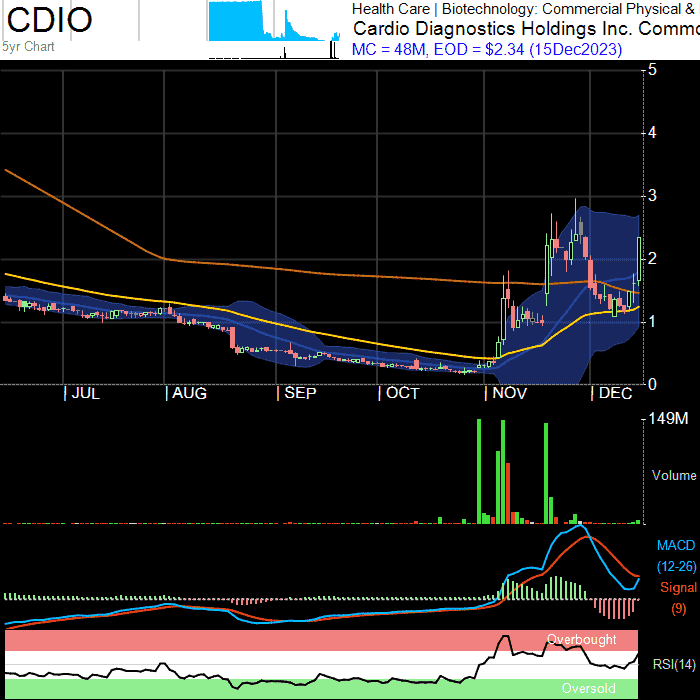 CDIO
5yr Chart
Health Care | Biotechnology: Commercial Physical &
Cardio Diagnostics Holdings Inc. Commo
MC = 48M, EOD = $2.34 (15Dec2023)
5
4
3
2
1
0
JUL AUG SEP OCT NOV DEC
149M
Volume
MACD
(12-26)
Signal
(9)
Overbought
RSI(14)
Oversold